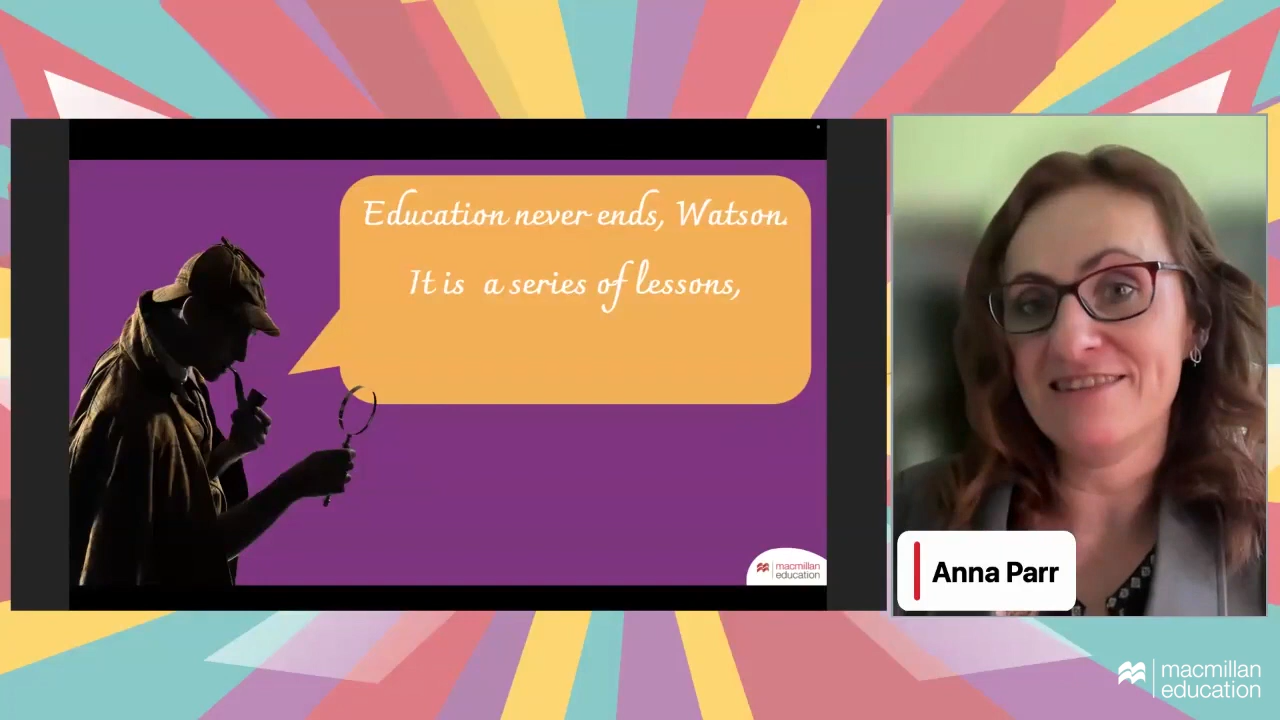 Education never ends, Watson.
It is a series of lessons,
macmillan
education
Anna Parr
macmillan
education